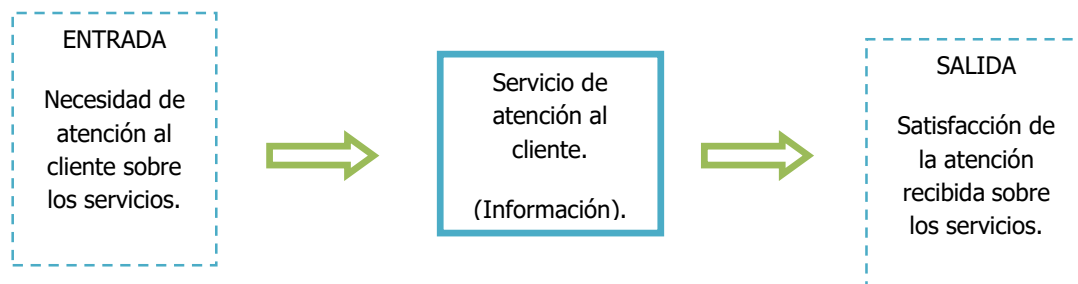 ENTRADA
Necesidad de
atención al
cliente sobre
los servicios.
Servicio de
atención al
cliente.
(Información).
SALIDA
Satisfacción de
la atención
recibida sobre
los servicios.